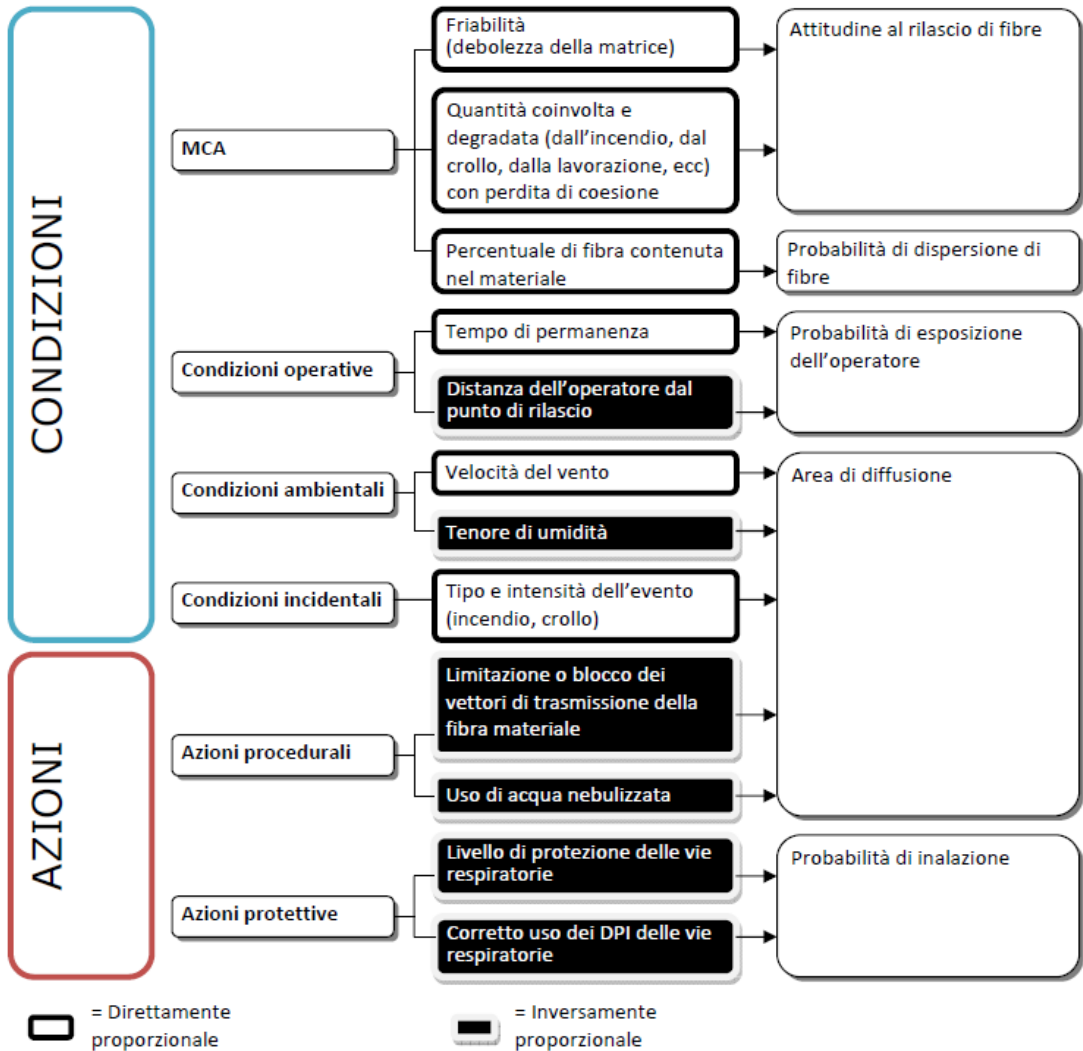 CONDIZIONI
MCA
Friabilità
(debolezza della matrice)
Attitudine al rilascio di fibre
Quantità coinvolta e
degradata (dall’incendio, dal
crollo, dalla lavorazione, ecc)
con perdita di coesione
Percentuale di fibra contenuta
nel materiale
Probabilità di dispersione di
fibre
Condizioni operative
Tempo di permanenza
Probabilità di esposizione
dell’operatore
Distanza dell’operatore dal
punto di rilascio
Condizioni ambientali
Velocità del vento
Area di diffusione
Tenore di umidità
Condizioni incidentali
Tipo e intensità dell’evento
(incendio, crollo)
AZIONI
Azioni procedurali
Limitazione o blocco dei
vettori di trasmissione della
fibra materiale
Uso di acqua nebulizzata
Azioni protettive
Livello di protezione delle vie
respiratorie
Probabilità di inalazione
Corretto uso dei DPI delle vie
respiratorie
= Direttamente
proporzionale
= Inversamente
proporzionale